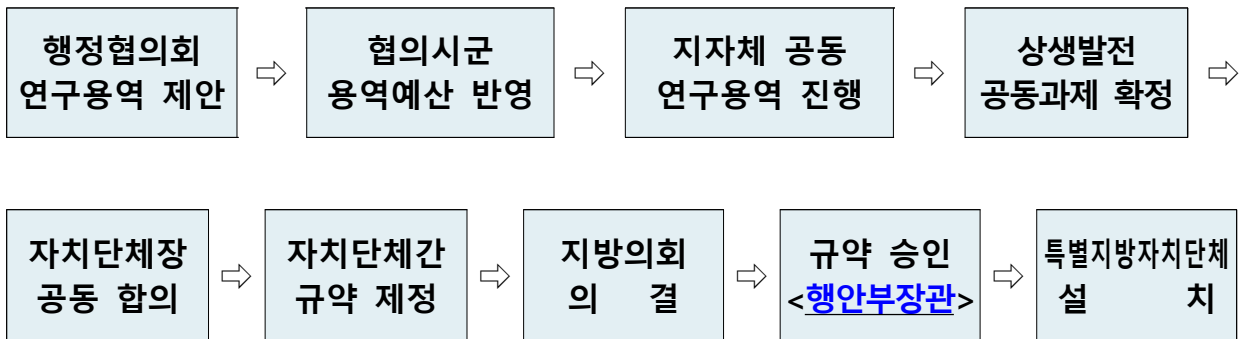 행정협의회
연구용역 제안
⇨
협의시군
용역예산 반영
⇨
지자체 공동
연구용역 진행
⇨
상생발전
공동과제 확정
⇨
자치단체장
공동 합의
⇨
자치단체간
규약 제정
⇨
지방의회
의 결
⇨
규약 승인
<행안부장관>
⇨
특별지방자치단체
설 치